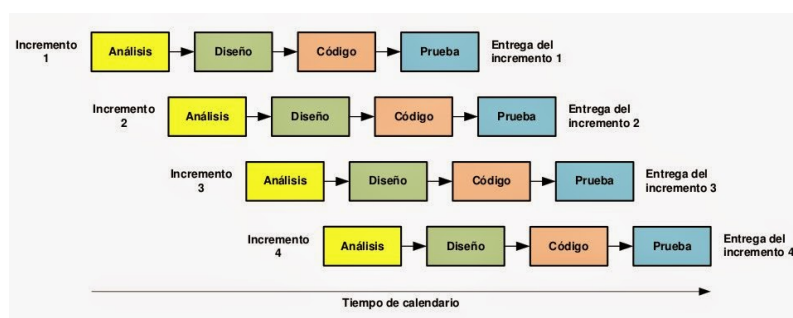 Incremento
1
Análisis
Diseño
Código
Prueba
Entrega del
incremento 1
Incremento
2
Análisis
Diseño
Código
Prueba
Entrega del
incremento 2
Incremento
3
Análisis
Diseño
Código
Prueba
Entrega del
incremento 3
Incremento
4
Análisis
Diseño
Código
Prueba
Entrega del
incremento 4
Tiempo de calendario